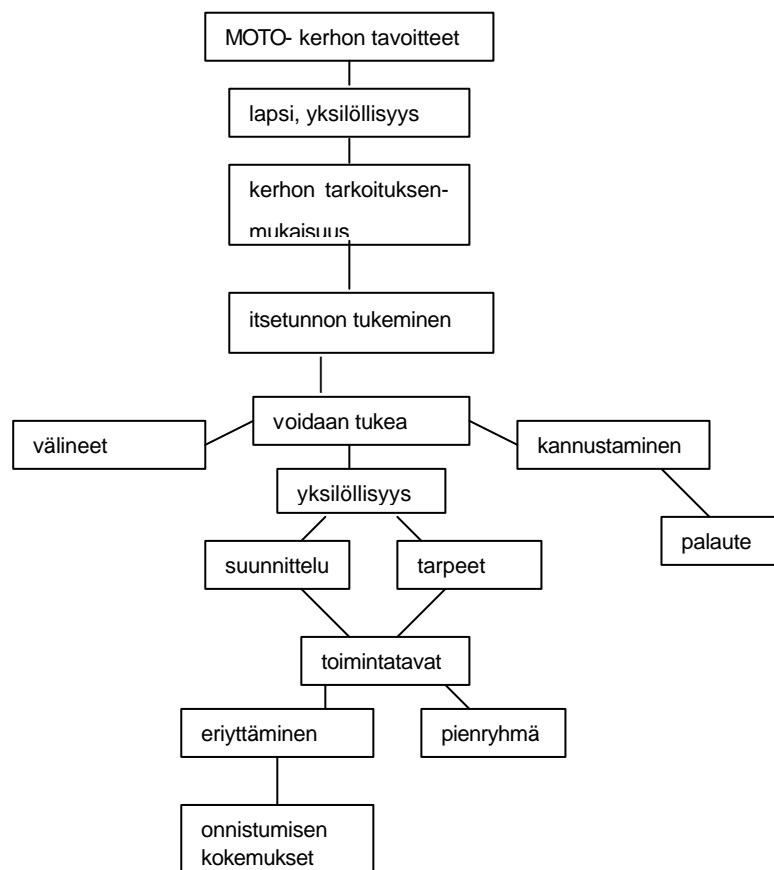 MOTO- kerhon tavoitteet
lapsi, yksilöllisyys
kerhon tarkoituksen-
mukaisuus
itsetunnon tukeminen
voidaan tukea
välineet
kannustaminen
yksilöllisyys
palaute
suunnittelu
tarpeet
toimintatavat
eriyttäminen
pienryhmä
onnistumisen
kokemukset